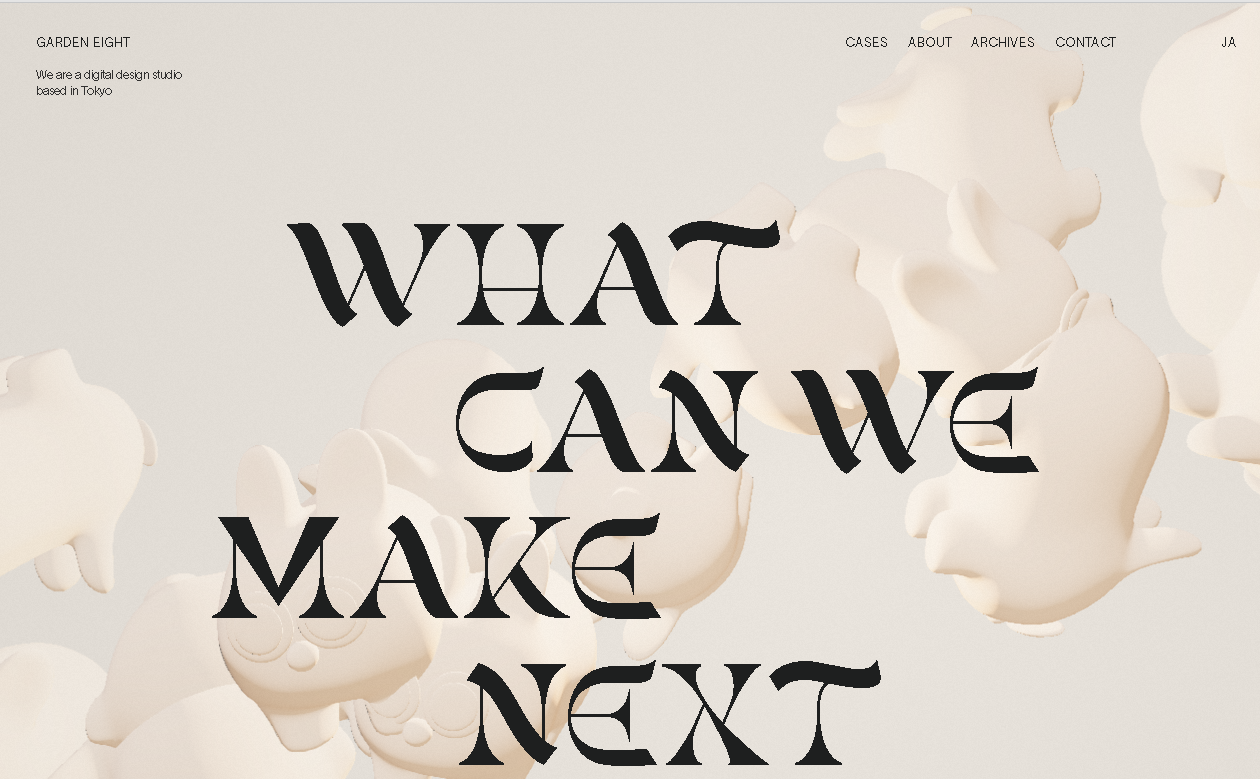 GARDEN EIGHT
CASES ABOUT ARCHIVES CONTACT JA
We are a digital design studio
based in Tokyo
WHAT
CAN WE
MAKE
NEXT